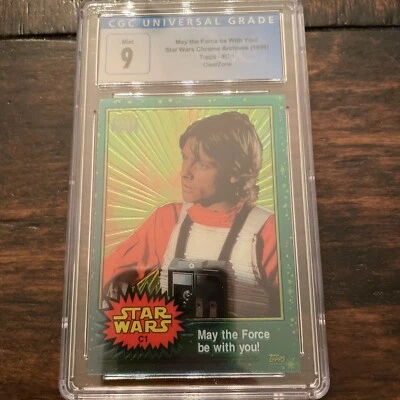 CGC UNIVERSAL GRADE
Mint
9
May the Force be With You!
Star Wars Chrome Archives (1999)
Topps - #C1
ClearZone
STAR
WARS
C1
May the Force
be with you!
Topps